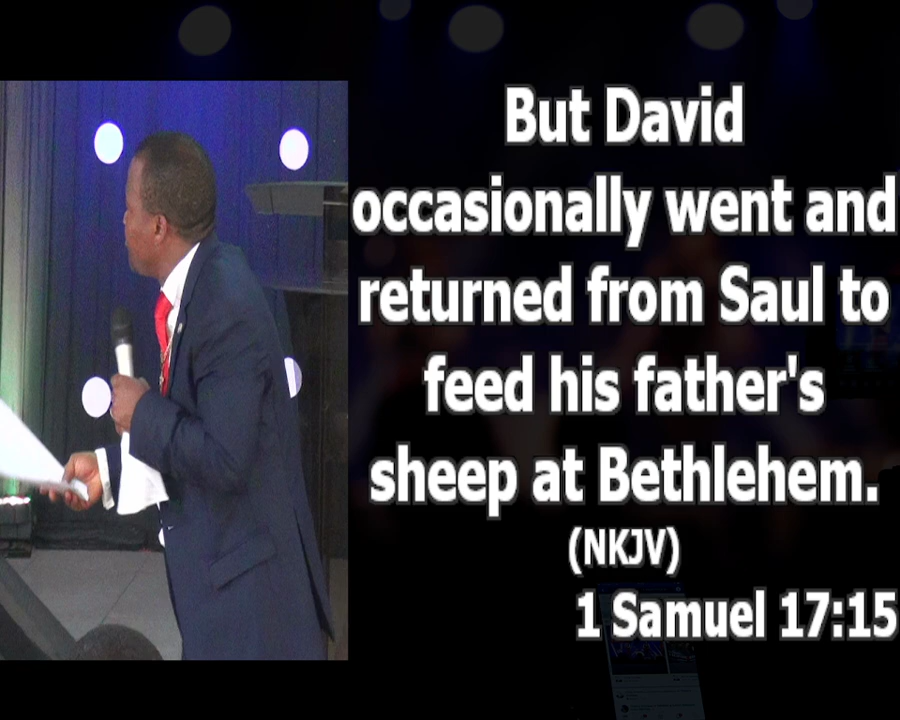 But David
occasionally went and
returned from Saul to
feed his father's
sheep at Bethlehem.
(NKJV)
1 Samuel 17:15